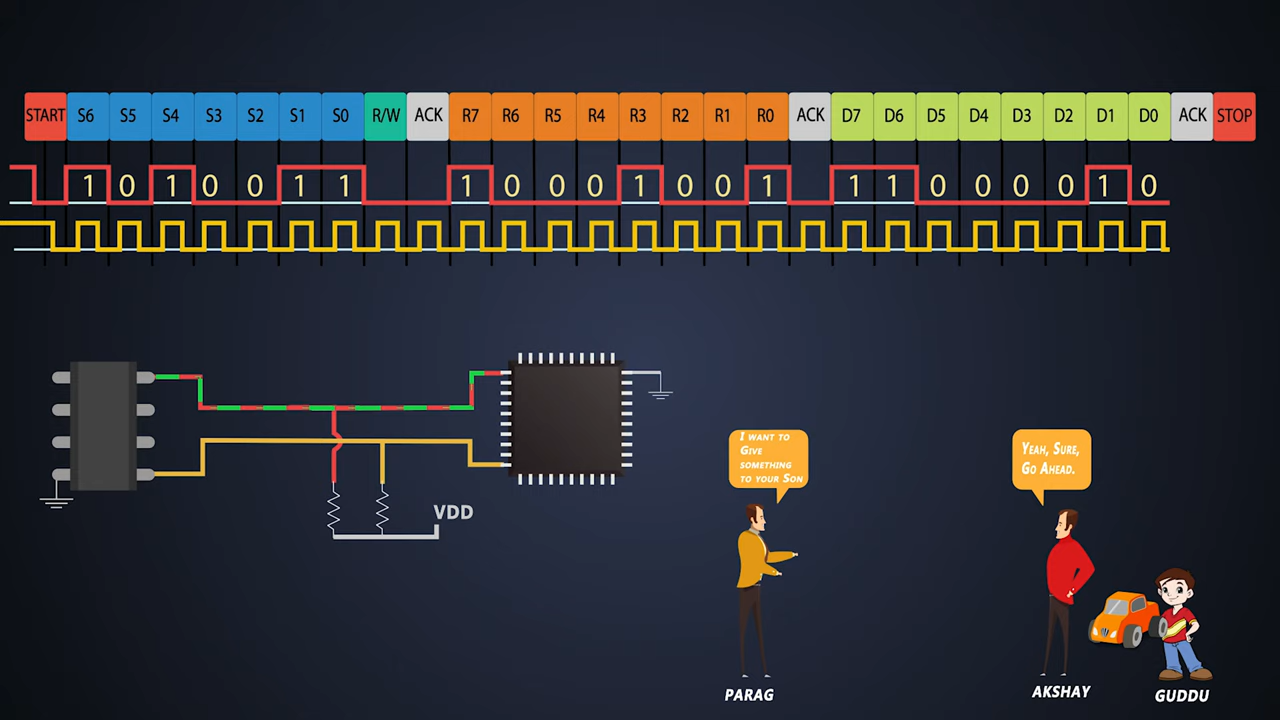 START S6 S5 S4 S3 S2 S1 S0 R/W ACK R7 R6 R5 R4 R3 R2 R1 R0 ACK D7 D6 D5 D4 D3 D2 D1 D0 ACK STOP
1 0 1 0 0 1 1 1 0 0 0 1 0 0 1 1 1 0 0 0 0 1 0
VDD
I WANT TO
GIVE
SOMETHING
TO YOUR SON
YEAH, SURE,
GO AHEAD.
PARAG
AKSHAY
GUDDU